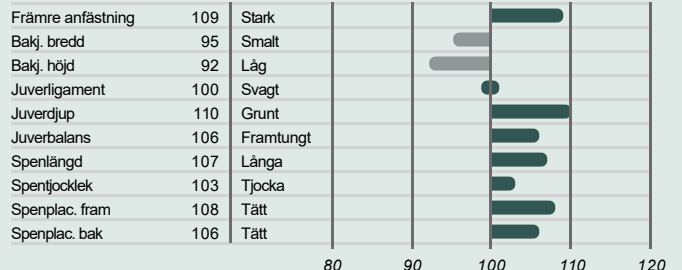 Främre anfästning 109 Stark
Bakj. bredd 95 Smalt
Bakj. höjd 92 Låg
Juverligament 100 Svagt
Juverdjup 110 Grunt
Juverbalans 106 Framtungt
Spenlängd 107 Långa
Spentjocklek 103 Tjocka
Spenplac. fram 108 Tätt
Spenplac. bak 106 Tätt
80 90 100 110 120